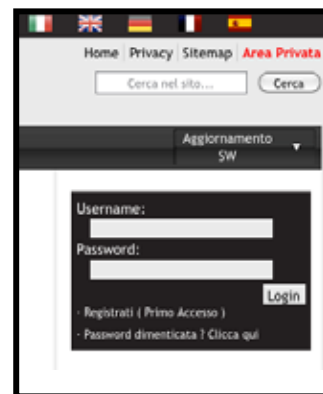 Home Privacy Sitemap Area Privata
Cerca nel sito... Cerca
Aggiornamento
SW
Username:
Password:
Login
- Registrati ( Primo Accesso )
- Password dimenticata ? Clicca qui